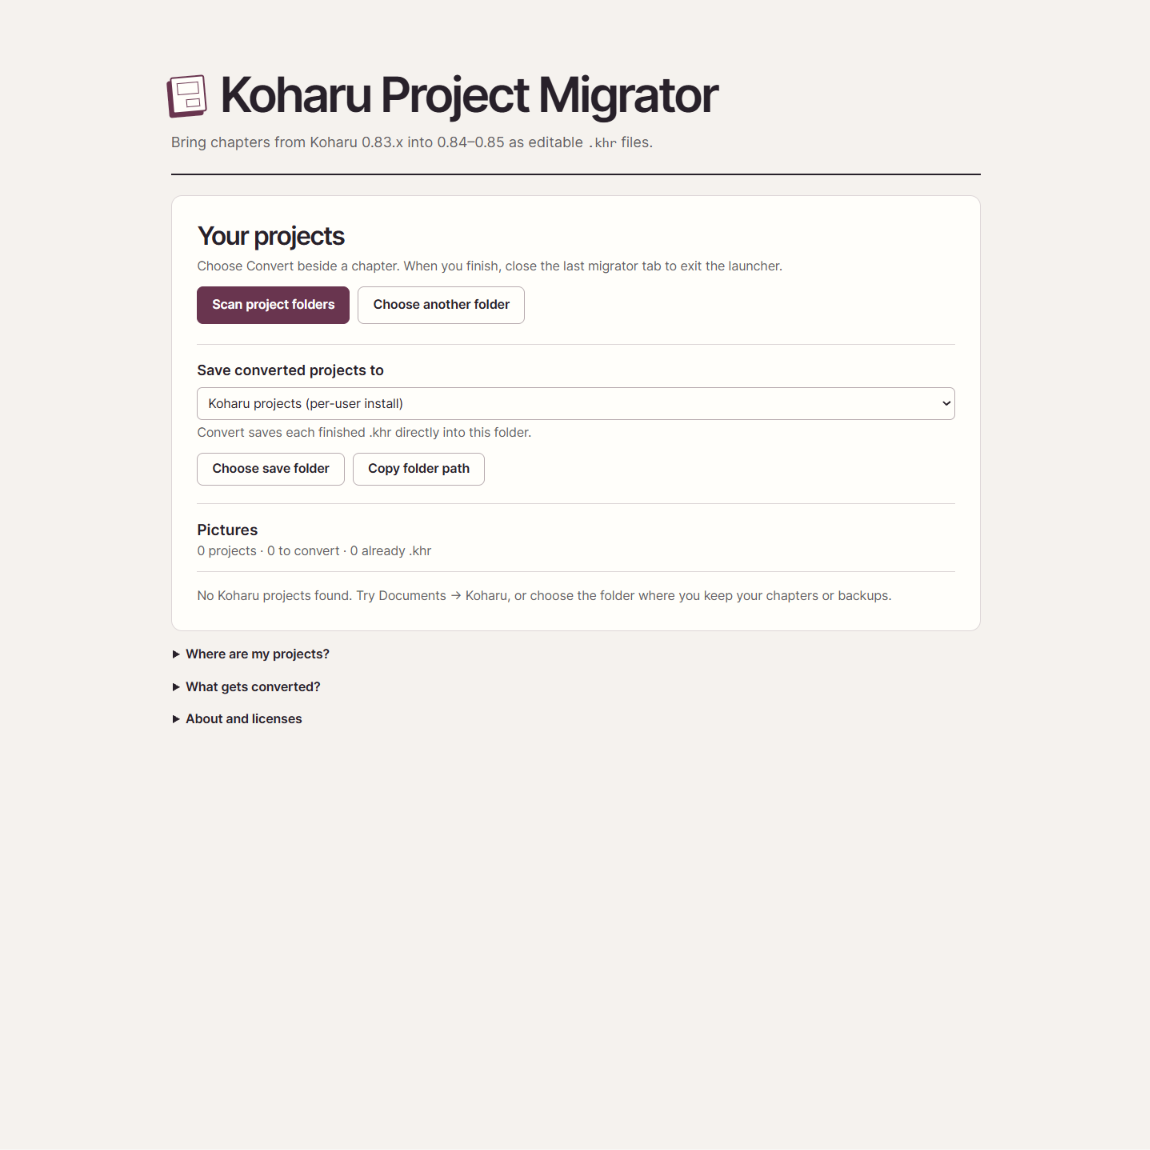 Koharu Project Migrator
Bring chapters from Koharu 0.83.x into 0.84–0.85 as editable .khr files.
Your projects
Choose Convert beside a chapter. When you finish, close the last migrator tab to exit the launcher.
Scan project folders Choose another folder
Save converted projects to
Koharu projects (per-user install)
Convert saves each finished .khr directly into this folder.
Choose save folder Copy folder path
Pictures
0 projects · 0 to convert · 0 already .khr
No Koharu projects found. Try Documents → Koharu, or choose the folder where you keep your chapters or backups.
Where are my projects?
What gets converted?
About and licenses